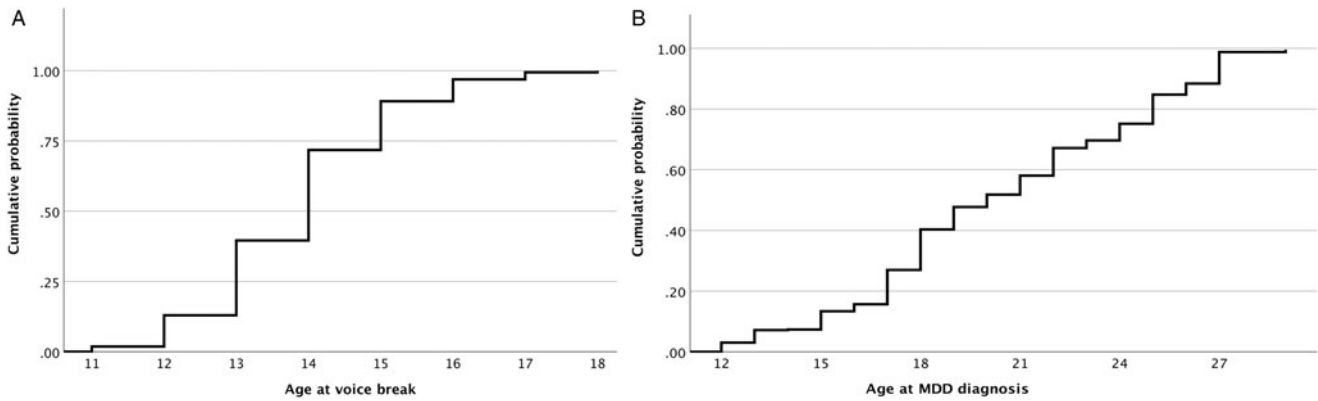 A
Cumulative probability
1.00
.75
.50
.25
.00
11 12 13 14 15 16 17 18
Age at voice break
B
Cumulative probability
1.00
.80
.60
.40
.20
.00
12 15 18 21 24 27
Age at MDD diagnosis